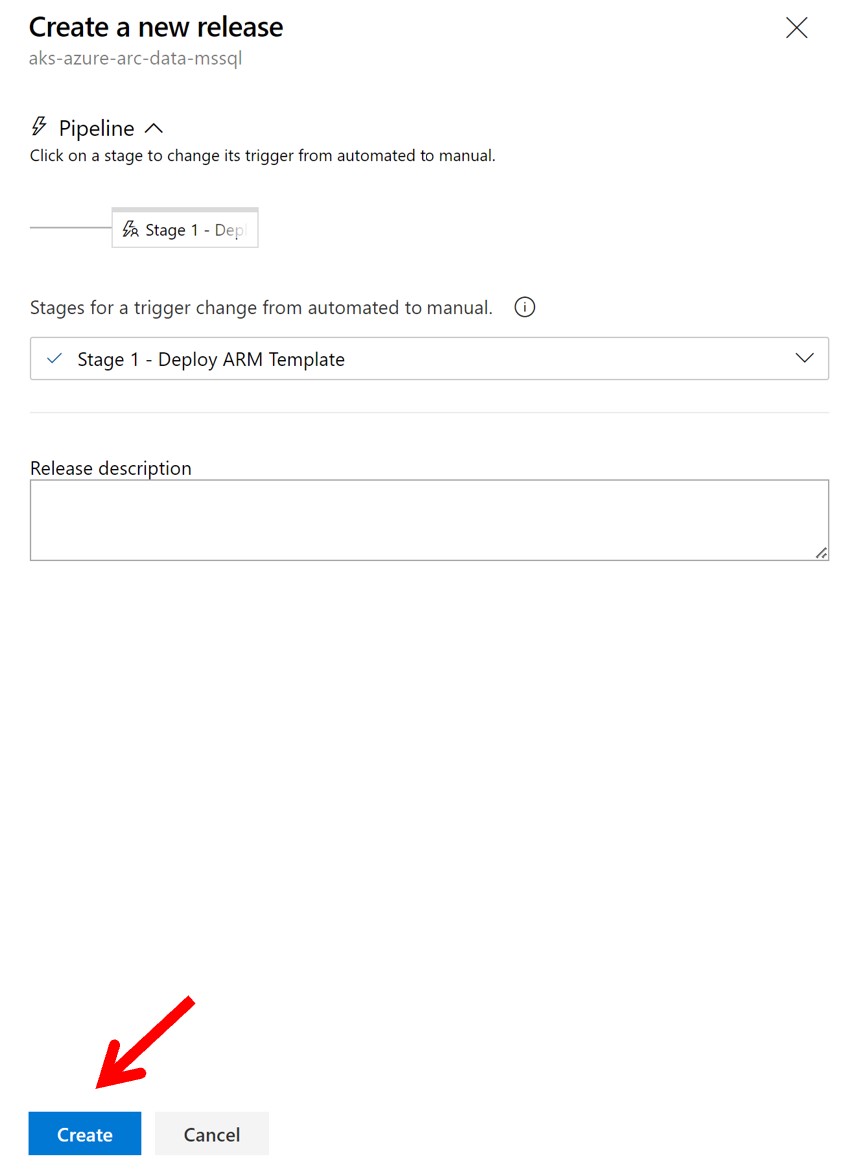 Create a new release
aks-azure-arc-data-mssql
Pipeline
Click on a stage to change its trigger from automated to manual.
Stage 1 - Dep
Stages for a trigger change from automated to manual.
Stage 1 - Deploy ARM Template
Release description
Create Cancel